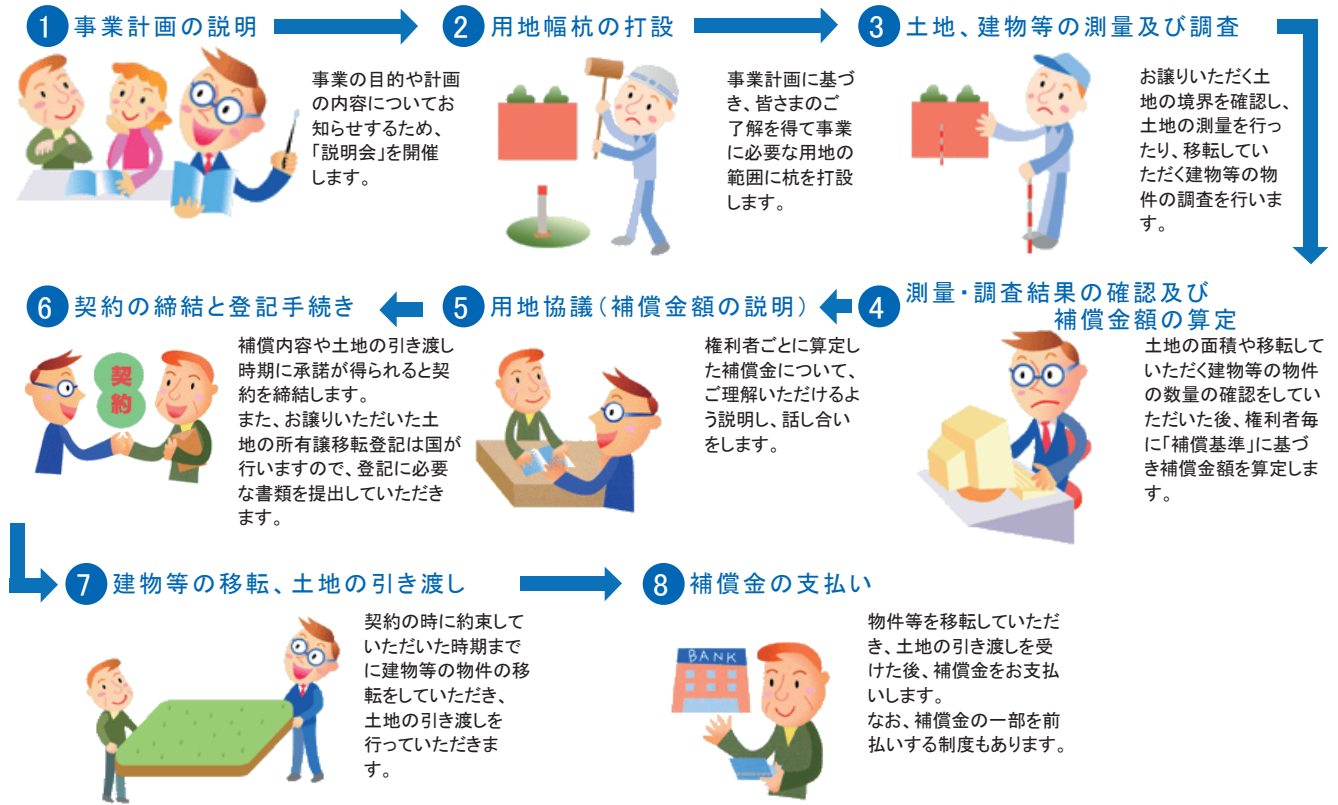 1 事業計画の説明
事業の目的や計画
の内容についてお
知らせするため、
「説明会」を開催
します。
2 用地幅杭の打設
事業計画に基づ
き、皆さまのご
了解を得て事業
に必要な用地の
範囲に杭を打設
します。
3 土地、建物等の測量及び調査
お譲りいただく土
地の境界を確認し、
土地の測量を行っ
たり、移転してい
ただく建物等の物
件の調査を行いま
す。
4 測量・調査結果の確認及び
補償金額の算定
土地の面積や移転して
いただく建物等の物件
の数量の確認をしてい
ただいた後、権利者毎
に「補償基準」に基づ
き補償金額を算定しま
す。
5 用地協議(補償金額の説明)
権利者ごとに算定し
た補償金について、
ご理解いただけるよ
う説明し、話し合い
をします。
6 契約の締結と登記手続き
契
約
補償内容や土地の引き渡し
時期に承諾が得られると契
約を締結します。
また、お譲りいただいた土
地の所有譲移転登記は国が
行いますので、登記に必要
な書類を提出していただき
ます。
7 建物等の移転、土地の引き渡し
契約の時に約束して
いただいた時期まで
に建物等の物件の移
転をしていただき、
土地の引き渡しを
行っていただきま
す。
8 補償金の支払い
BANK
物件等を移転していただ
き、土地の引き渡しを受
けた後、補償金をお支払
いします。
なお、補償金の一部を前
払いする制度もあります。